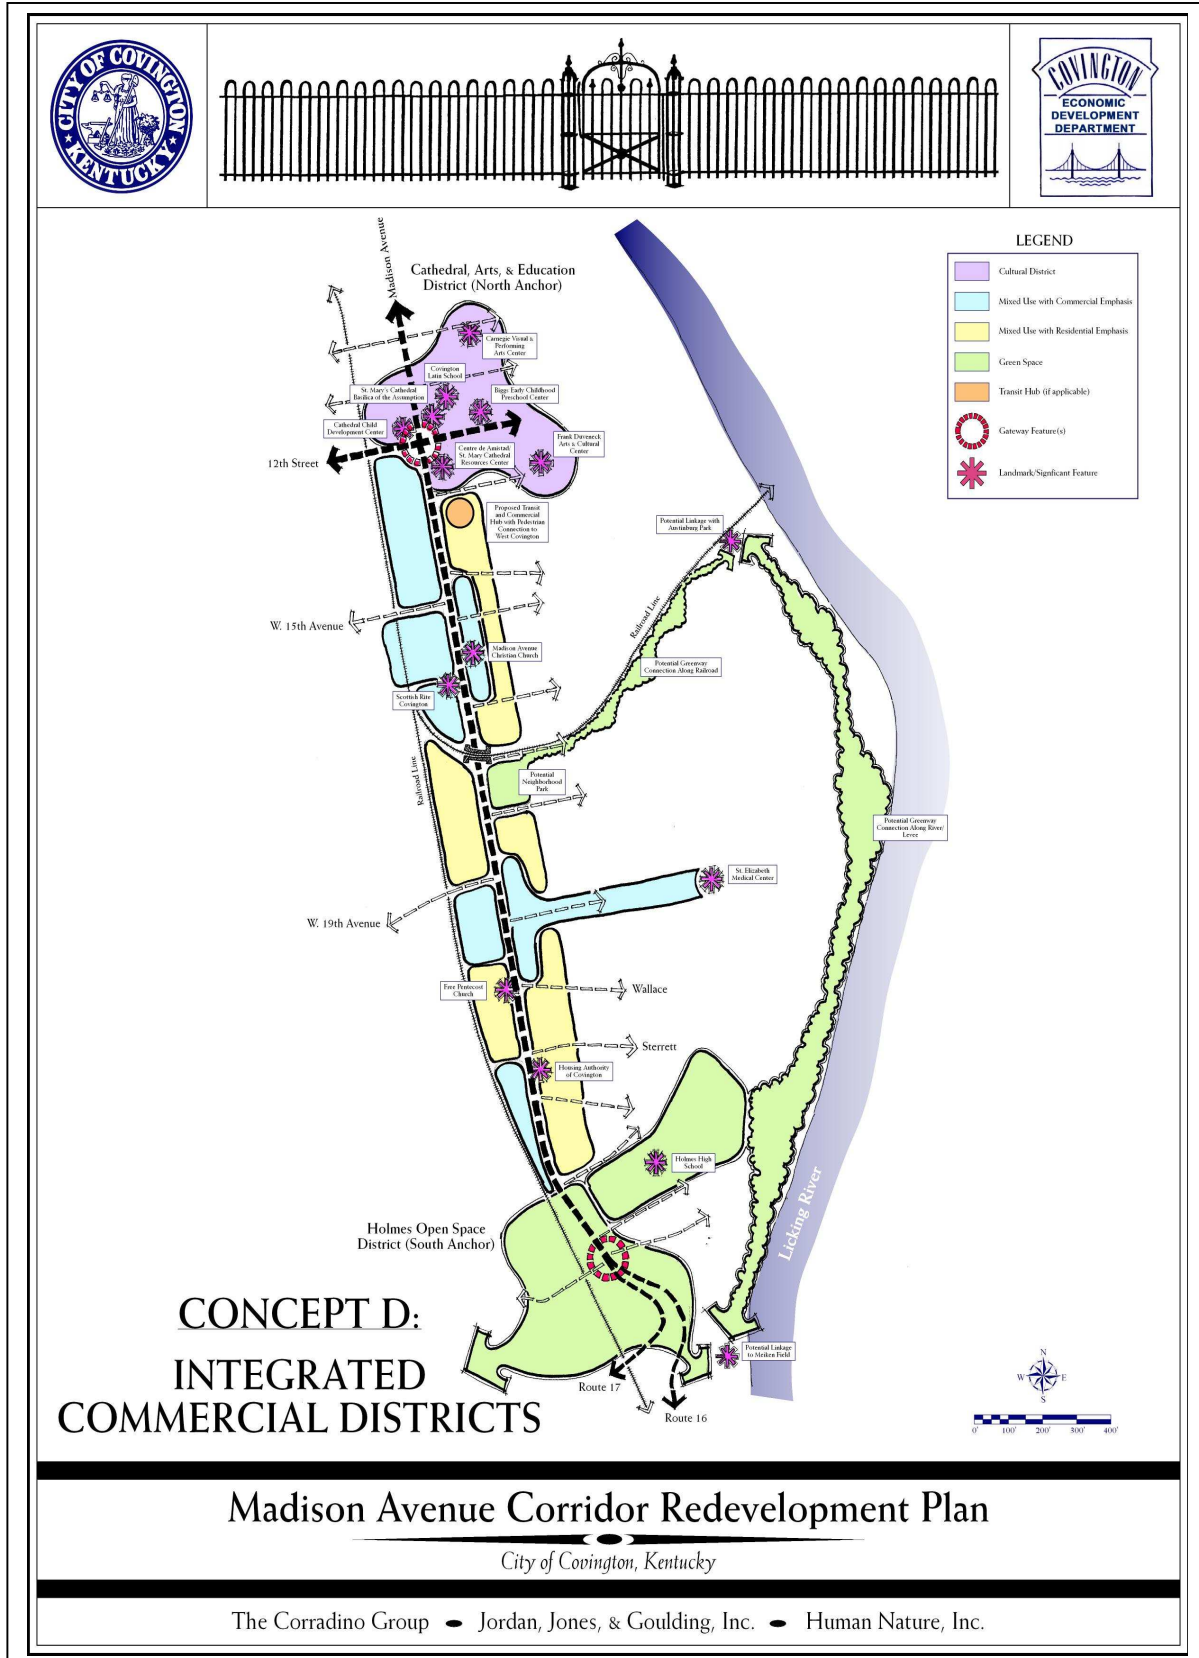 CITY OF COVINGTON
KENTUCKY
COVINGTON
ECONOMIC
DEVELOPMENT
DEPARTMENT
Madison Avenue
Cathedral, Arts, & Education
District (North Anchor)
LEGEND
Cultural District
Mixed Use with Commercial Emphasis
Mixed Use with Residential Emphasis
Green Space
Transit Hub (if applicable)
Gateway Feature(s)
Landmark/Signficant Feature
Carnegie Visual &
Performing
Arts Center
Covington
Latin School
St. Mary's Cathedral
Basilica of the Assumption
Biggs Early Childhood
Preschool Center
Cathedral Child
Development Center
Frank Duveneck
Arts & Cultural
Center
Centre de Amistad/
St. Mary Cathedral
Resources Center
12th Street
Proposed Transit
and Commercial
Hub with Pedestrian
Connection to
West Covington
Potential Linkage with
Austinburg Park
Railroad Line
W. 15th Avenue
Madison Avenue
Christian Church
Potential Greenway
Connection Along Railroad
Scottish Rite
Covington
Railroad Line
Potential
Neighborhood
Park
Potential Greenway
Connection Along River/
Levee
St. Elizabeth
Medical Center
W. 19th Avenue
Free Pentecost
Church
Wallace
Sterrett
Housing Authority
of Covington
Holmes High
School
Licking River
Holmes Open Space
District (South Anchor)
CONCEPT D:
INTEGRATED
COMMERCIAL DISTRICTS
Potential Linkage
to Meiken Field
Route 17
Route 16
N
W E
S
0' 100' 200' 300' 400'
Madison Avenue Corridor Redevelopment Plan
City of Covington, Kentucky
The Corradino Group • Jordan, Jones, & Goulding, Inc. • Human Nature, Inc.